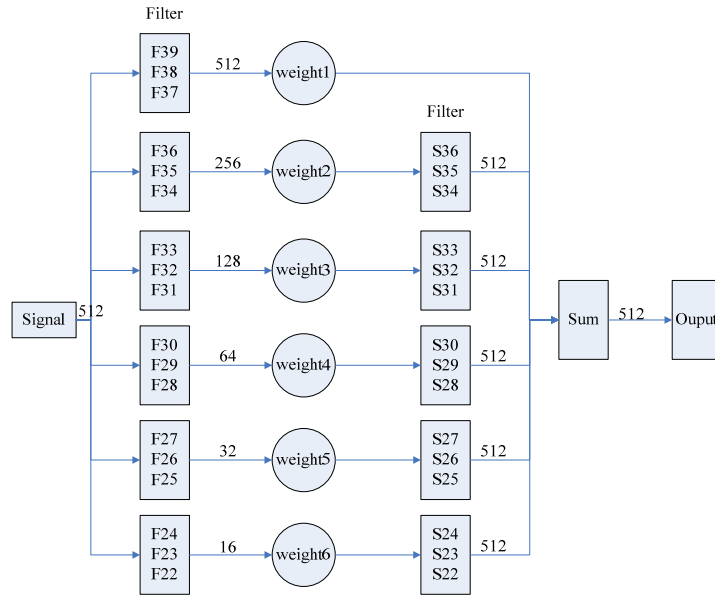 Filter
F39
F38
F37
512
weight1
Filter
F36
F35
F34
256
weight2
S36
S35
S34
512
F33
F32
F31
128
weight3
S33
S32
S31
512
Signal
512
Sum
512
Ouput
F30
F29
F28
64
weight4
S30
S29
S28
512
F27
F26
F25
32
weight5
S27
S26
S25
512
F24
F23
F22
16
weight6
S24
S23
S22
512